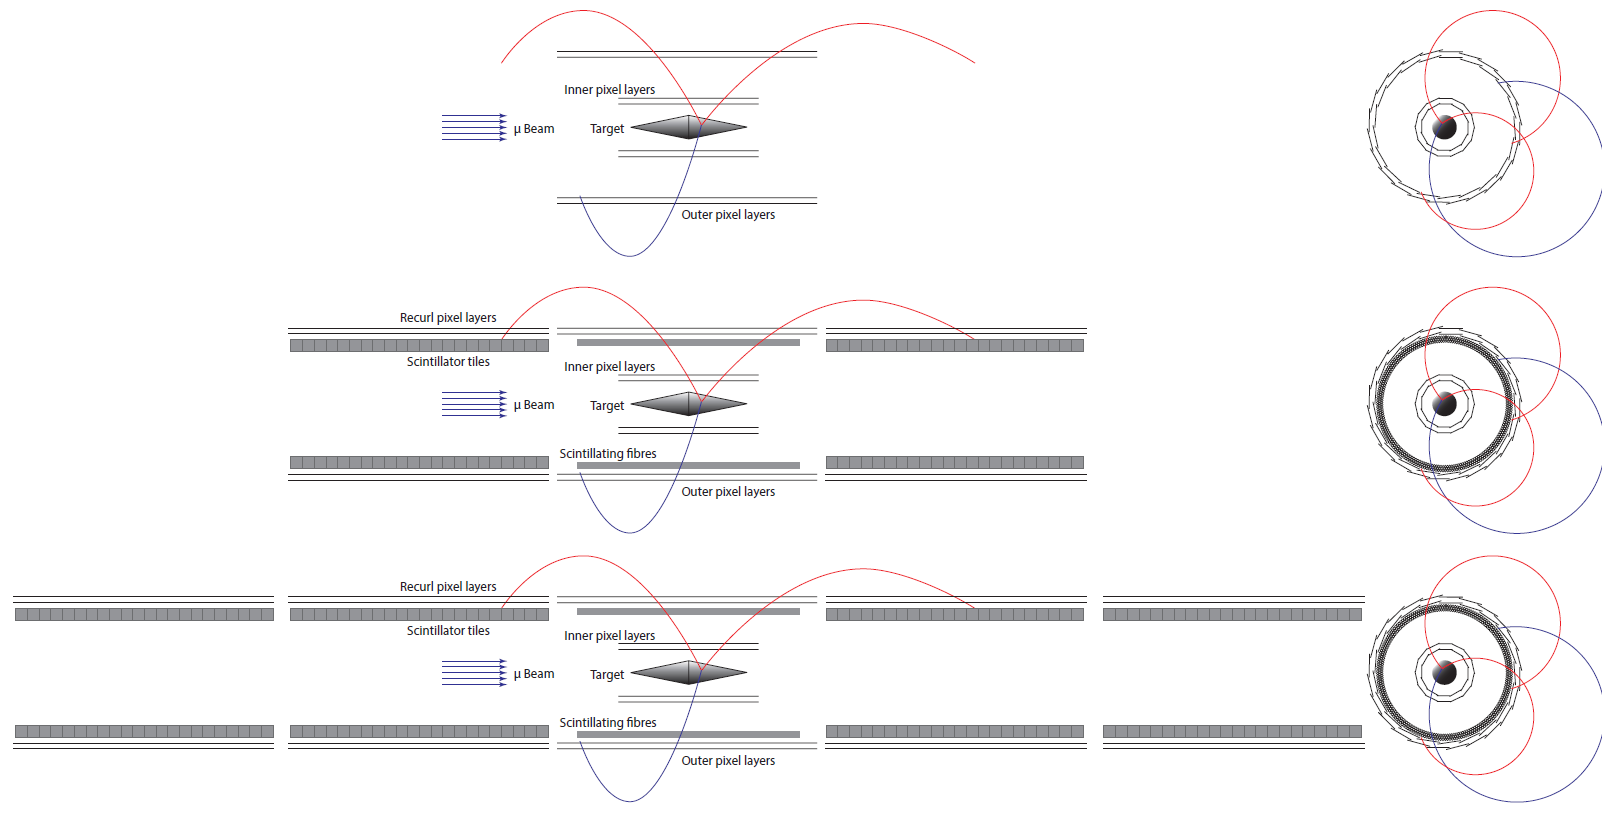 Inner pixel layers
μ Beam
Target
Outer pixel layers
Recurl pixel layers
Scintillator tiles
Inner pixel layers
μ Beam
Target
Scintillating fibres
Outer pixel layers
Recurl pixel layers
Scintillator tiles
Inner pixel layers
μ Beam
Target
Scintillating fibres
Outer pixel layers